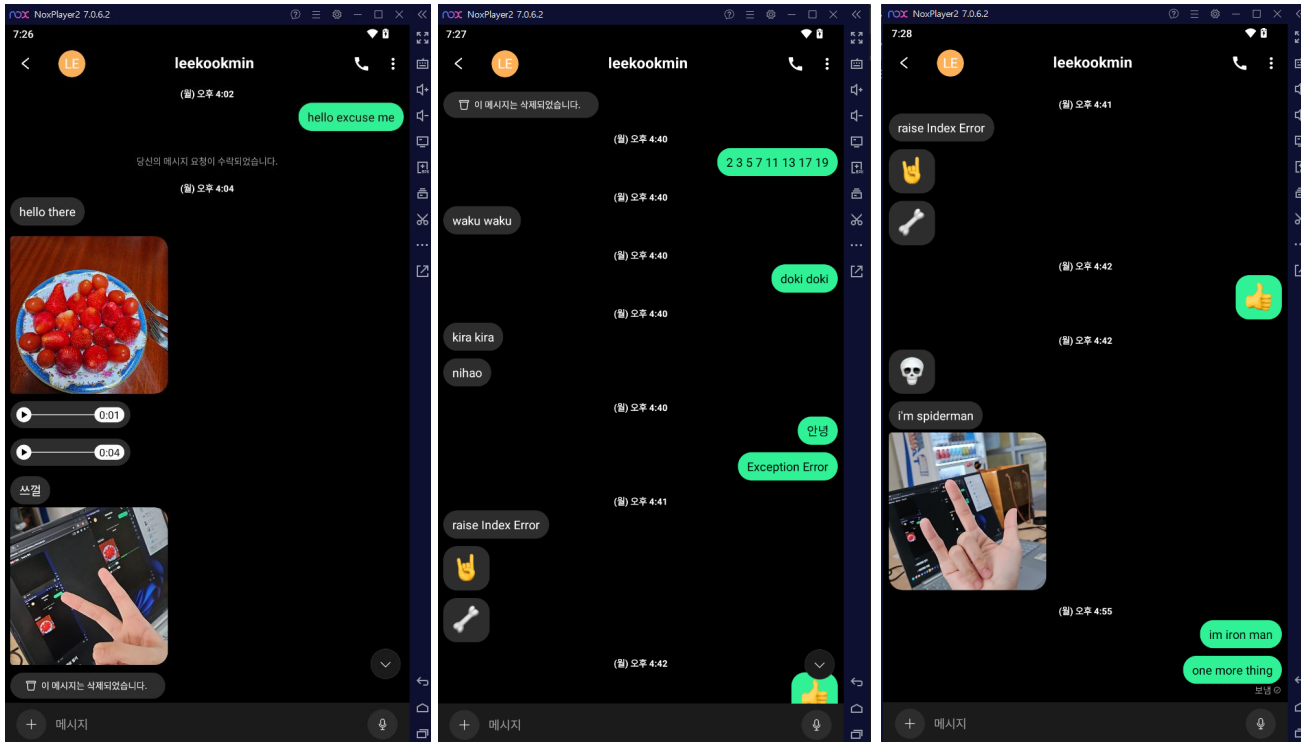 NOX NoxPlayer2 7.0.6.2
7:26
LE
leekookmin
(월) 오후 4:02
hello excuse me
당신의 메시지 요청이 수락되었습니다.
(월) 오후 4:04
hello there
0:01
0:04
쓰껄
이 메시지는 삭제되었습니다.
메시지
NOX NoxPlayer2 7.0.6.2
7:27
LE
leekookmin
이 메시지는 삭제되었습니다.
(월) 오후 4:40
2 3 5 7 11 13 17 19
(월) 오후 4:40
waku waku
(월) 오후 4:40
doki doki
(월) 오후 4:40
kira kira
nihao
(월) 오후 4:40
안녕
Exception Error
(월) 오후 4:41
raise Index Error
(월) 오후 4:42
메시지
NOX NoxPlayer2 7.0.6.2
7:28
LE
leekookmin
(월) 오후 4:41
raise Index Error
(월) 오후 4:42
(월) 오후 4:42
i'm spiderman
(월) 오후 4:55
im iron man
one more thing
보냄
메시지